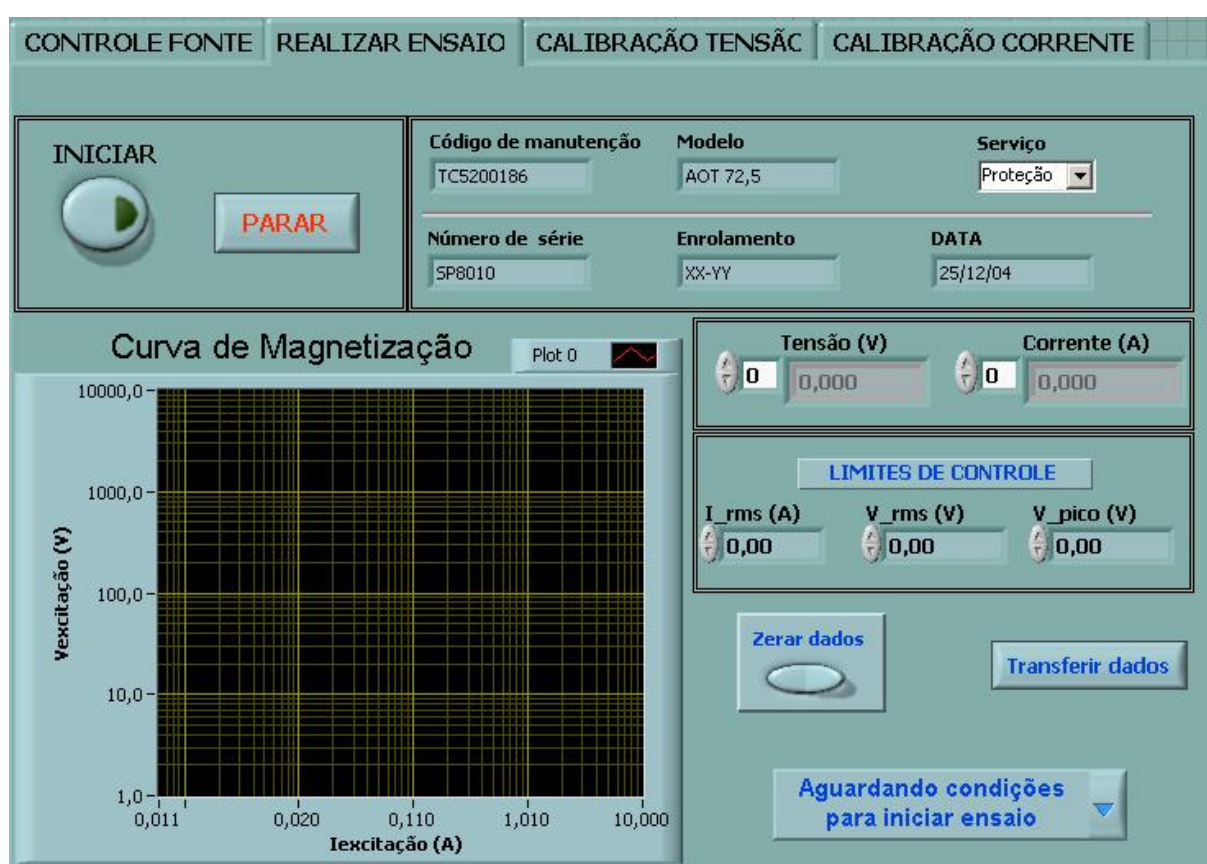 CONTROLE FONTE REALIZAR ENSAIO CALIBRAÇÃO TENSÃO CALIBRAÇÃO CORRENTE
INICIAR
PARAR
Código de manutenção Modelo Serviço
TC5200186 AOT 72,5 Proteção
Número de série Enrolamento DATA
SP8010 XX-YY 25/12/04
Curva de Magnetização Plot 0
10000,0
1000,0
100,0
10,0
1,0
Vexcitação (V)
0,011 0,020 0,110 1,010 10,000
Iexcitação (A)
Tensão (V) Corrente (A)
0 0,000 0 0,000
LIMITES DE CONTROLE
I_rms (A) V_rms (V) V_pico (V)
0,00 0,00 0,00
Zerar dados
Transferir dados
Aguardando condições
para iniciar ensaio